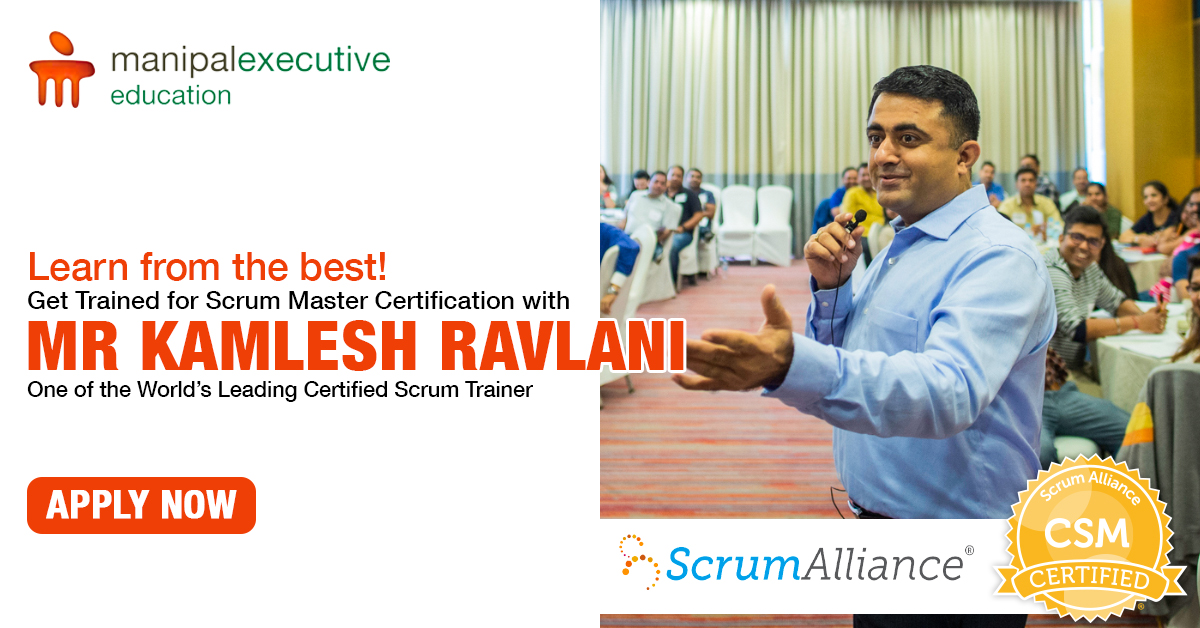 manipalexecutive
education
Learn from the best!
Get Trained for Scrum Master Certification with
MR KAMLESH RAVLANI
One of the World's Leading Certified Scrum Trainer
APPLY NOW
ScrumAlliance®
Scrum Alliance
CSM
CERTIFIED
®